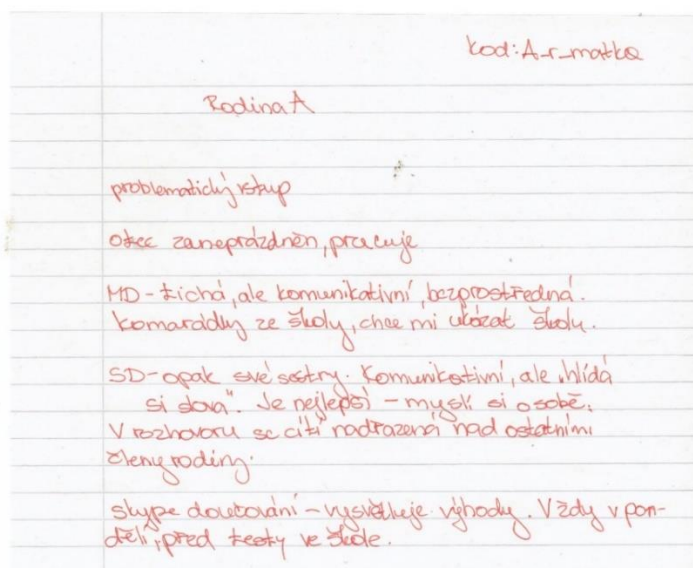 kod: A_r_matka
Rodina A
problematický vstup
otec zaneprázdněn, pracuje
MD - tichá, ale komunikativní, bezprostředná.
kamarádky ze školy, chce mi ukázat školu.
SD - opak své sestry. Komunikativní, ale „hlídá
si slova". Je nejlepší - myslí si o sobě.
V rozhovoru se cítí nadřazená nad ostatními
členy rodiny.
skype doučování - vysvětluje výhody. Vždy v pon-
dělí, před testy ve škole.